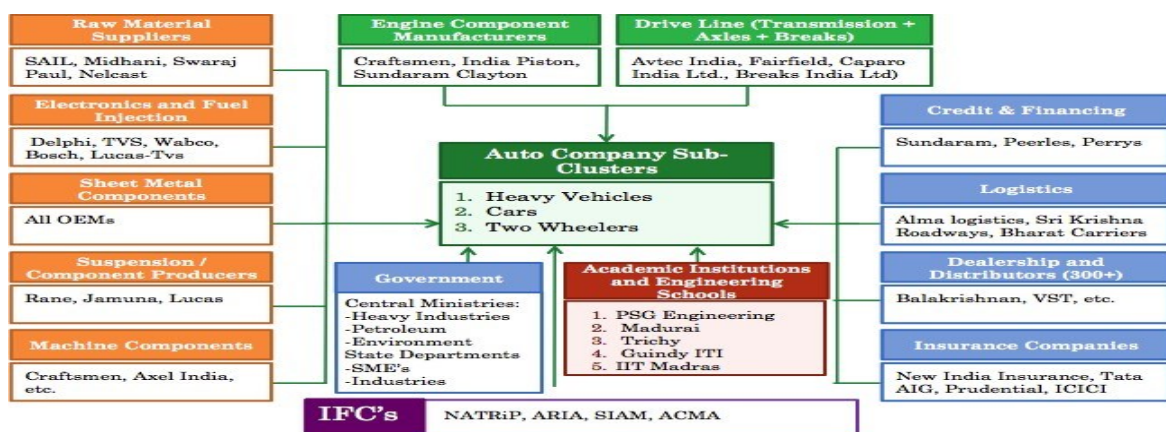 Raw Material
Suppliers
SAIL, Midhani, Swaraj
Paul, Nelcast
Electronics and Fuel
Injection
Delphi, TVS, Wabco,
Bosch, Lucas-Tvs
Sheet Metal
Components
All OEMs
Suspension /
Component Producers
Rane, Jamuna, Lucas
Machine Components
Craftsmen, Axel India,
etc.
Engine Component
Manufacturers
Craftsmen, India Piston,
Sundaram Clayton
Drive Line (Transmission +
Axles + Breaks)
Avtec India, Fairfield, Caparo
India Ltd., Breaks India Ltd)
Auto Company Sub-
Clusters
1. Heavy Vehicles
2. Cars
3. Two Wheelers
Government
Central Ministries:
-Heavy Industries
-Petroleum
-Environment
State Departments
-SME's
-Industries
Academic Institutions
and Engineering
Schools
1. PSG Engineering
2. Madurai
3. Trichy
4. Guindy ITI
5. IIT Madras
Credit & Financing
Sundaram, Peerles, Perrys
Logistics
Alma logistics, Sri Krishna
Roadways, Bharat Carriers
Dealership and
Distributors (300+)
Balakrishnan, VST, etc.
Insurance Companies
New India Insurance, Tata
AIG, Prudential, ICICI
IFC's
NATRiP, ARIA, SIAM, ACMA